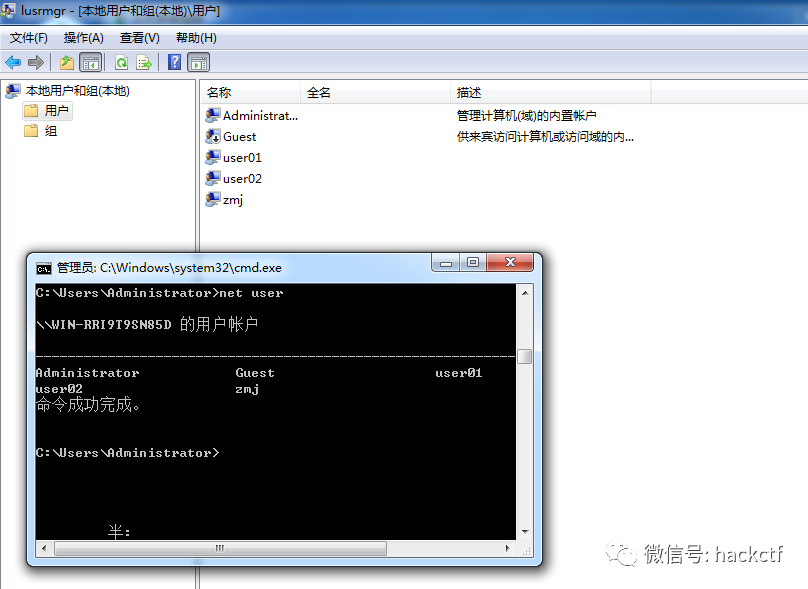 lusrmgr - [本地用户和组(本地)\用户]
文件(F) 操作(A) 查看(V) 帮助(H)
本地用户和组(本地)
用户
组
名称 全名 描述
Administrat... 管理计算机(域)的内置帐户
Guest 供来宾访问计算机或访问域的内...
user01
user02
zmj
管理员: C:\Windows\system32\cmd.exe
C:\Users\Administrator>net user
\\WIN-RRI9T9SN85D 的用户帐户
-------------------------------------------------------------------------------
Administrator Guest user01
user02 zmj
命令成功完成。
C:\Users\Administrator>
半:
微信号: hackctf